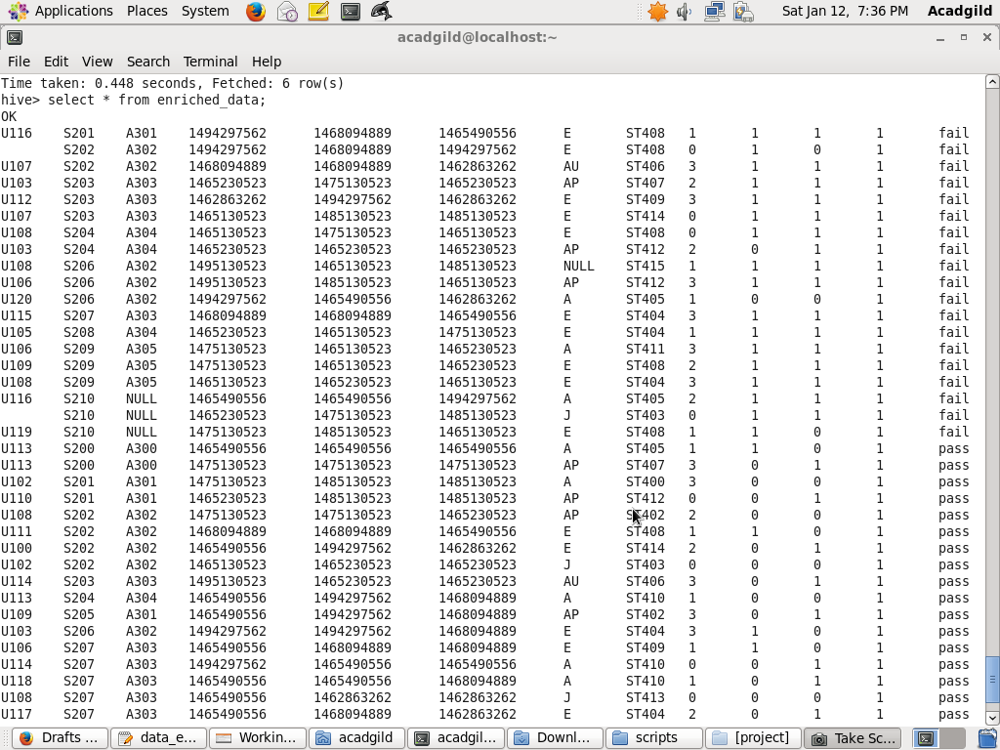 Applications Places System Sat Jan 12, 7:36 PM Acadgild
acadgild@localhost:~
File Edit View Search Terminal Help
Time taken: 0.448 seconds, Fetched: 6 row(s)
hive> select * from enriched_data;
OK
U116 S201 A301 1494297562 1468094889 1465490556 E ST408 1 1 1 1 fail
S202 A302 1494297562 1468094889 1494297562 E ST408 0 1 0 1 fail
U107 S202 A302 1468094889 1468094889 1462863262 AU ST406 3 1 1 1 fail
U103 S203 A303 1465230523 1475130523 1465230523 AP ST407 2 1 1 1 fail
U112 S203 A303 1462863262 1494297562 1462863262 E ST409 3 1 1 1 fail
U107 S203 A303 1465130523 1485130523 1485130523 E ST414 0 1 1 1 fail
U108 S204 A304 1465130523 1475130523 1465130523 E ST408 0 1 1 1 fail
U103 S204 A304 1465230523 1465230523 1465230523 AP ST412 2 0 1 1 fail
U108 S206 A302 1495130523 1465130523 1485130523 NULL ST415 1 1 1 1 fail
U106 S206 A302 1495130523 1485130523 1465130523 AP ST412 3 1 1 1 fail
U120 S206 A302 1494297562 1465490556 1462863262 A ST405 1 0 0 1 fail
U115 S207 A303 1468094889 1468094889 1465490556 E ST404 3 1 1 1 fail
U105 S208 A304 1465230523 1465130523 1475130523 E ST404 1 1 1 1 fail
U106 S209 A305 1475130523 1465130523 1465230523 A ST411 3 1 1 1 fail
U109 S209 A305 1475130523 1465130523 1465130523 E ST408 2 1 1 1 fail
U108 S209 A305 1465130523 1465230523 1465130523 E ST404 3 1 1 1 fail
U116 S210 NULL 1465490556 1465490556 1494297562 A ST405 2 1 1 1 fail
S210 NULL 1465230523 1475130523 1485130523 J ST403 0 1 1 1 fail
U119 S210 NULL 1475130523 1485130523 1465130523 E ST408 1 1 0 1 fail
U113 S200 A300 1465490556 1465490556 1465490556 A ST405 1 1 0 1 pass
U113 S200 A300 1475130523 1475130523 1475130523 AP ST407 3 0 1 1 pass
U102 S201 A301 1475130523 1485130523 1485130523 A ST400 3 0 0 1 pass
U110 S201 A301 1465230523 1485130523 1485130523 AP ST412 0 0 1 1 pass
U108 S202 A302 1475130523 1475130523 1465230523 AP ST402 2 0 0 1 pass
U111 S202 A302 1468094889 1468094889 1465490556 E ST408 1 1 0 1 pass
U100 S202 A302 1465490556 1494297562 1462863262 E ST414 2 0 1 1 pass
U102 S202 A302 1465130523 1465230523 1465230523 J ST403 0 0 0 1 pass
U114 S203 A303 1465130523 1465230523 1465230523 AU ST406 3 0 1 1 pass
U113 S204 A304 1465490556 1494297562 1468094889 A ST410 1 0 0 1 pass
U109 S205 A301 1465490556 1494297562 1468094889 AP ST402 3 0 1 1 pass
U103 S206 A302 1494297562 1494297562 1468094889 E ST404 3 1 0 1 pass
U106 S207 A303 1465490556 1468094889 1468094889 E ST409 1 1 0 1 pass
U114 S207 A303 1494297562 1465490556 1465490556 A ST410 0 0 1 1 pass
U118 S207 A303 1465490556 1465490556 1468094889 A ST410 1 0 1 1 pass
U108 S207 A303 1465490556 1462863262 1462863262 J ST413 0 0 0 1 pass
U117 S207 A303 1465490556 1468094889 1462863262 E ST404 2 0 1 1 pass
Drafts ... data_e... Workin... acadgild acadgil... Downl... scripts [project] Take Sc...